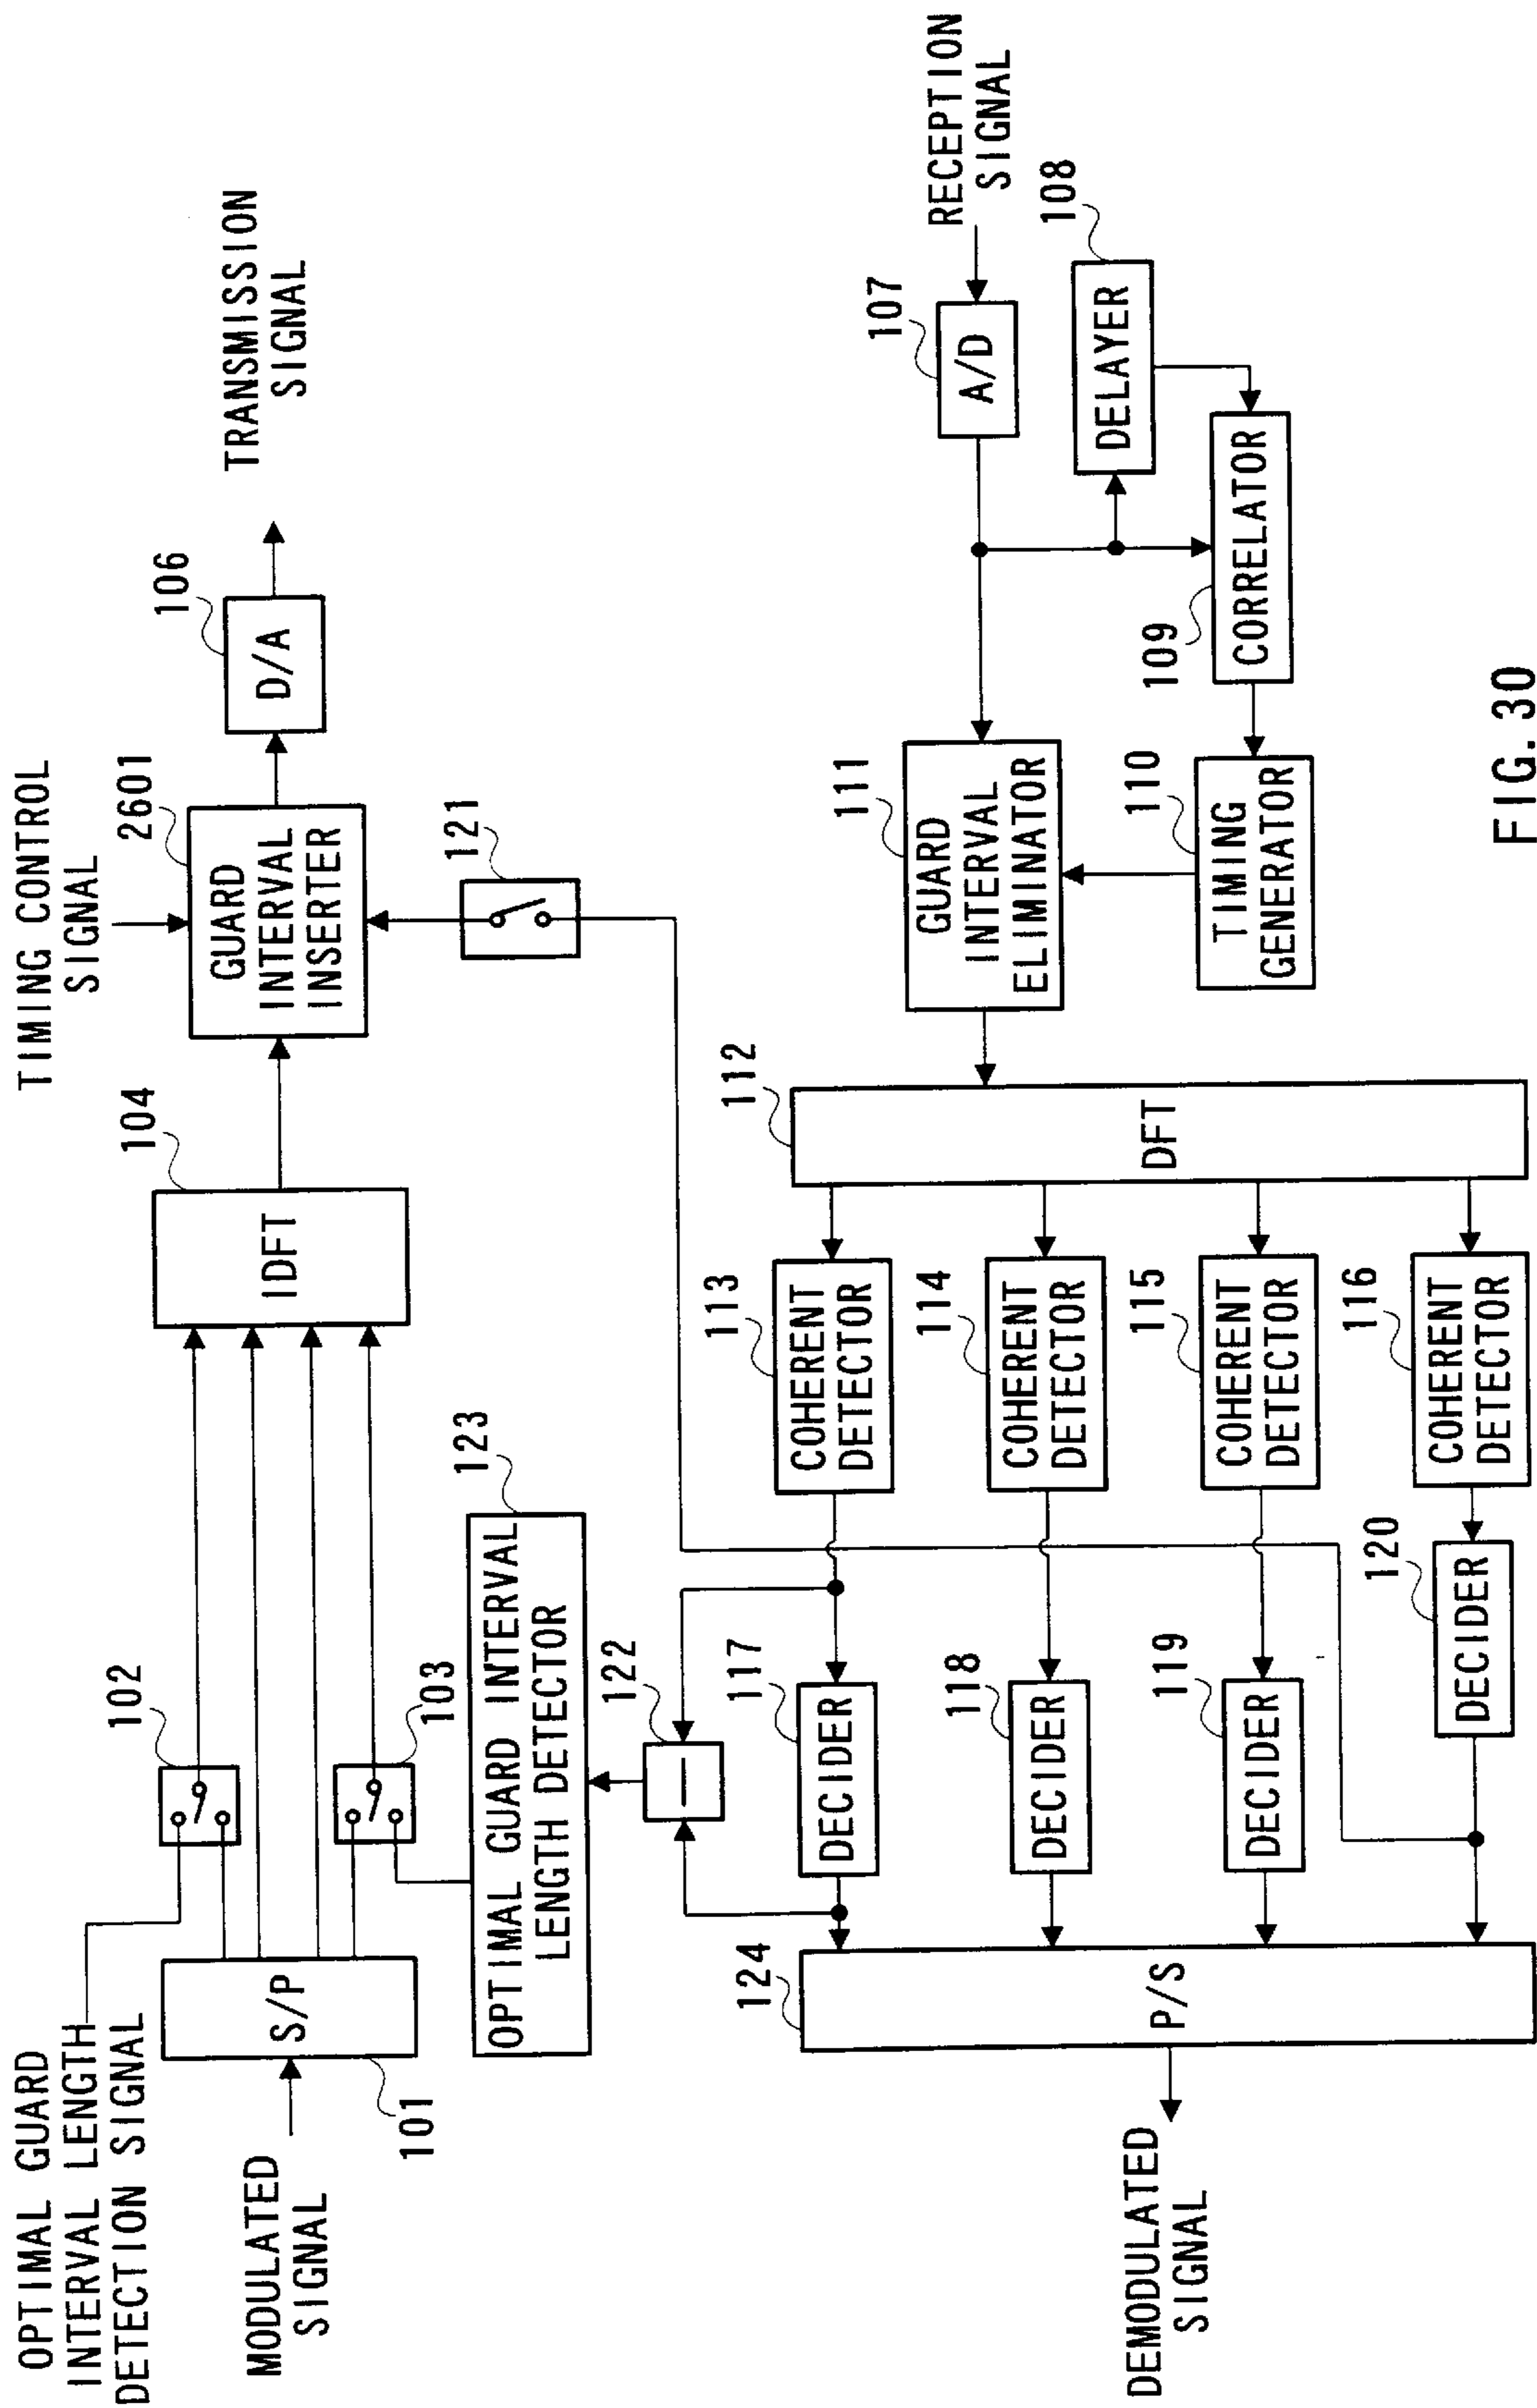 OPTIMAL GUARD
INTERVAL LENGTH
DETECTION SIGNAL
MODULATED
SIGNAL
101
S/P
102
103
104
IDFT
TIMING CONTROL
SIGNAL
2601
GUARD
INTERVAL
INSERTER
106
D/A
TRANSMISSION
SIGNAL
121
123
OPTIMAL GUARD INTERVAL
LENGTH DETECTOR
122
DEMODULATED
SIGNAL
124
P/S
117
DECIDER
118
DECIDER
119
DECIDER
120
DECIDER
113
COHERENT
DETECTOR
114
COHERENT
DETECTOR
115
COHERENT
DETECTOR
116
COHERENT
DETECTOR
112
DFT
111
GUARD
INTERVAL
ELIMINATOR
110
TIMING
GENERATOR
109
CORRELATOR
108
DELAYER
107
A/D
RECEPTION
SIGNAL
FIG. 30